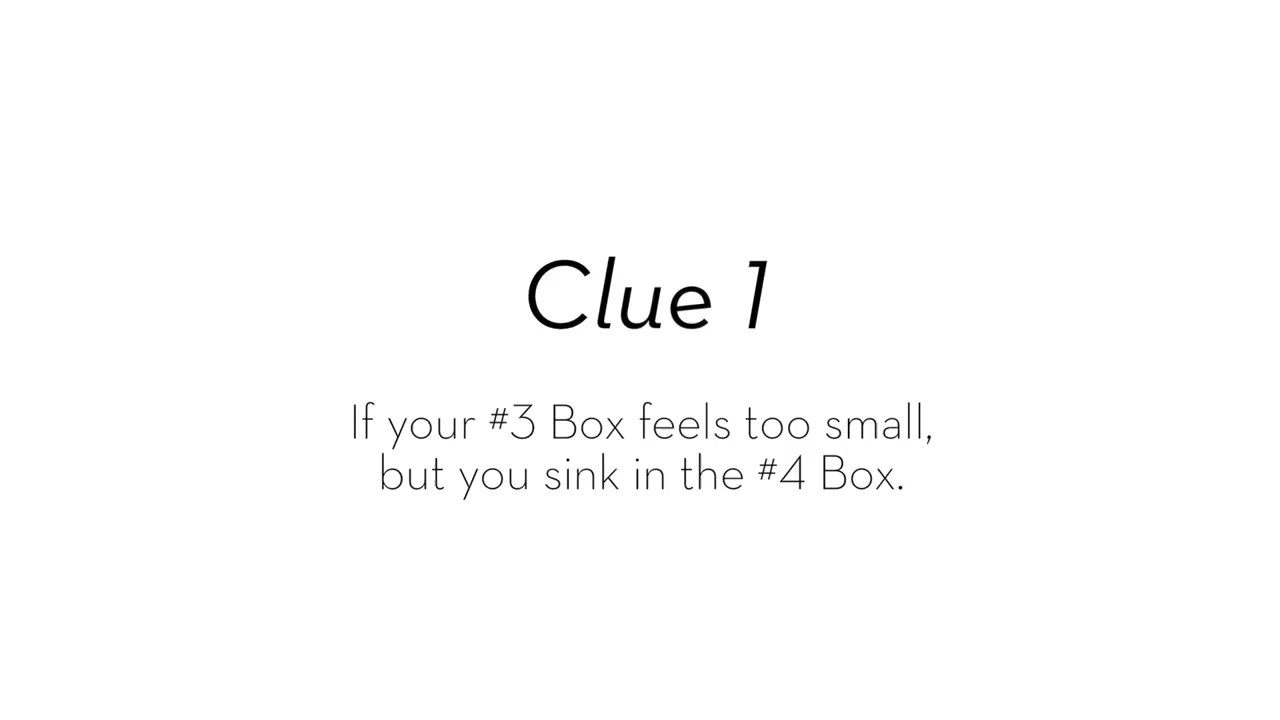 Clue 1
If your #3 Box feels too small,
but you sink in the #4 Box.